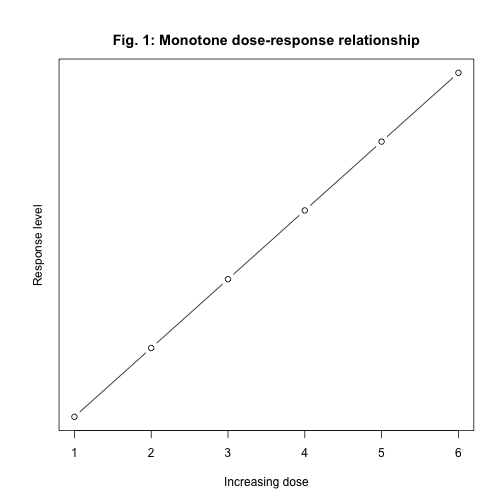 Fig. 1: Monotone dose-response relationship
Response level
1 2 3 4 5 6
Increasing dose